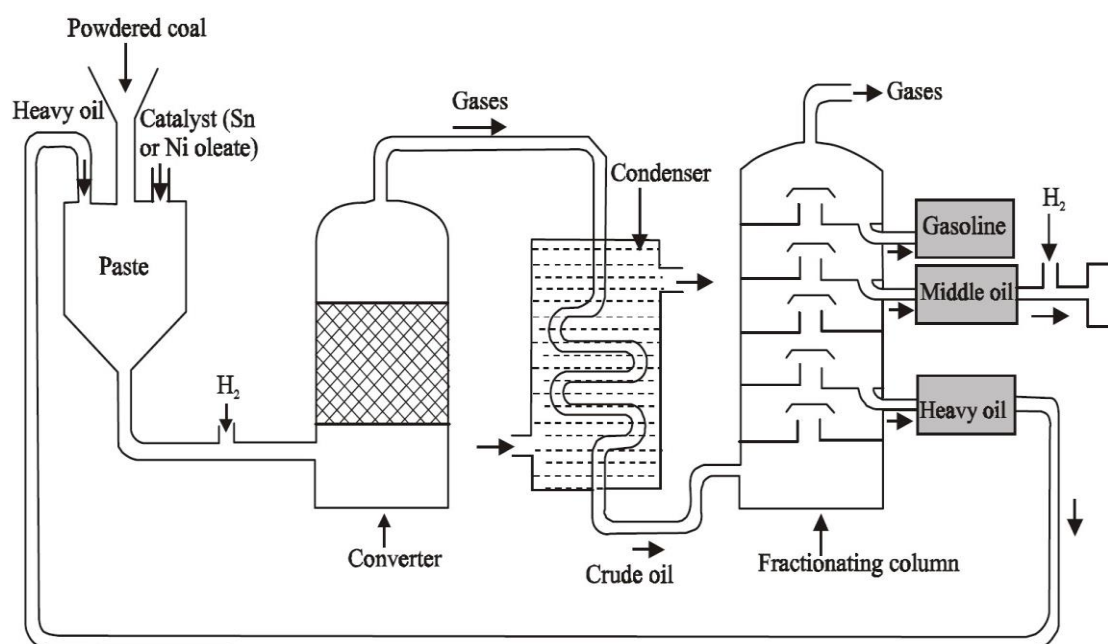 Powdered coal
Heavy oil
Catalyst (Sn
or Ni oleate)
Paste
H2
Gases
Converter
Condenser
Crude oil
Gases
Gasoline
H2
Middle oil
Heavy oil
Fractionating column